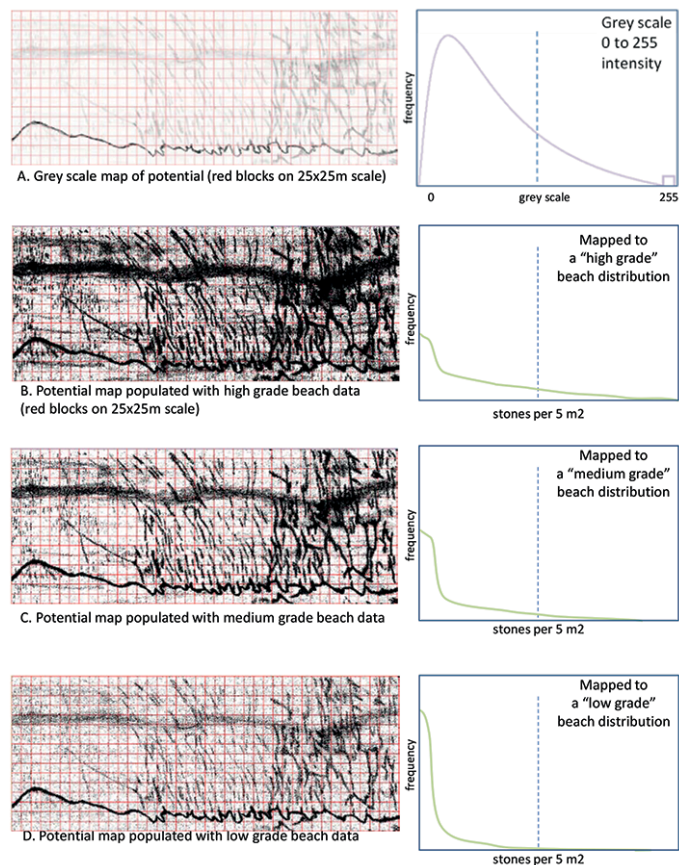 Grey scale
0 to 255
intensity
frequency
0
grey scale
255
A. Grey scale map of potential (red blocks on 25x25m scale)
Mapped to
a “high grade”
beach distribution
frequency
stones per 5 m2
B. Potential map populated with high grade beach data
(red blocks on 25x25m scale)
Mapped to
a “medium grade”
beach distribution
frequency
stones per 5 m2
C. Potential map populated with medium grade beach data
Mapped to
a “low grade”
beach distribution
frequency
stones per 5 m2
D. Potential map populated with low grade beach data